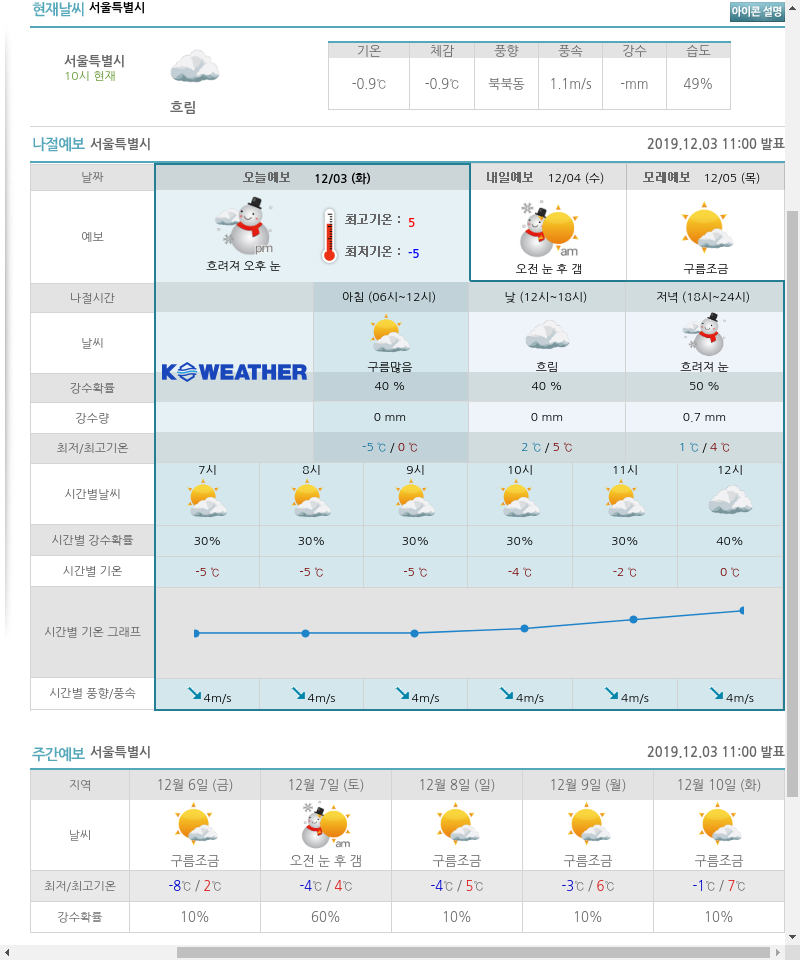 현재날씨 서울특별시 아이콘 설명
서울특별시
10시 현재
흐림
기온 체감 풍향 풍속 강수 습도
-0.9℃ -0.9℃ 북북동 1.1m/s -mm 49%
나절예보 서울특별시 2019.12.03 11:00 발표
날짜 오늘예보 12/03 (화) 내일예보 12/04 (수) 모레예보 12/05 (목)
예보
pm
흐려져 오후 눈
최고기온 : 5
최저기온 : -5
am
오전 눈 후 갬
구름조금
나절시간 아침 (06시~12시) 낮 (12시~18시) 저녁 (18시~24시)
날씨 구름많음 흐림 흐려져 눈
KWEATHER
강수확률 40 % 40 % 50 %
강수량 0 mm 0 mm 0.7 mm
최저/최고기온 -5 ℃ / 0 ℃ 2 ℃ / 5 ℃ 1 ℃ / 4 ℃
시간별날씨 7시 8시 9시 10시 11시 12시
시간별 강수확률 30% 30% 30% 30% 30% 40%
시간별 기온 -5 ℃ -5 ℃ -5 ℃ -4 ℃ -2 ℃ 0 ℃
시간별 기온 그래프
시간별 풍향/풍속 4m/s 4m/s 4m/s 4m/s 4m/s 4m/s
주간예보 서울특별시 2019.12.03 11:00 발표
지역 12월 6일 (금) 12월 7일 (토) 12월 8일 (일) 12월 9일 (월) 12월 10일 (화)
am
날씨 구름조금 오전 눈 후 갬 구름조금 구름조금 구름조금
최저/최고기온 -8℃ / 2℃ -4℃ / 4℃ -4℃ / 5℃ -3℃ / 6℃ -1℃ / 7℃
강수확률 10% 60% 10% 10% 10%